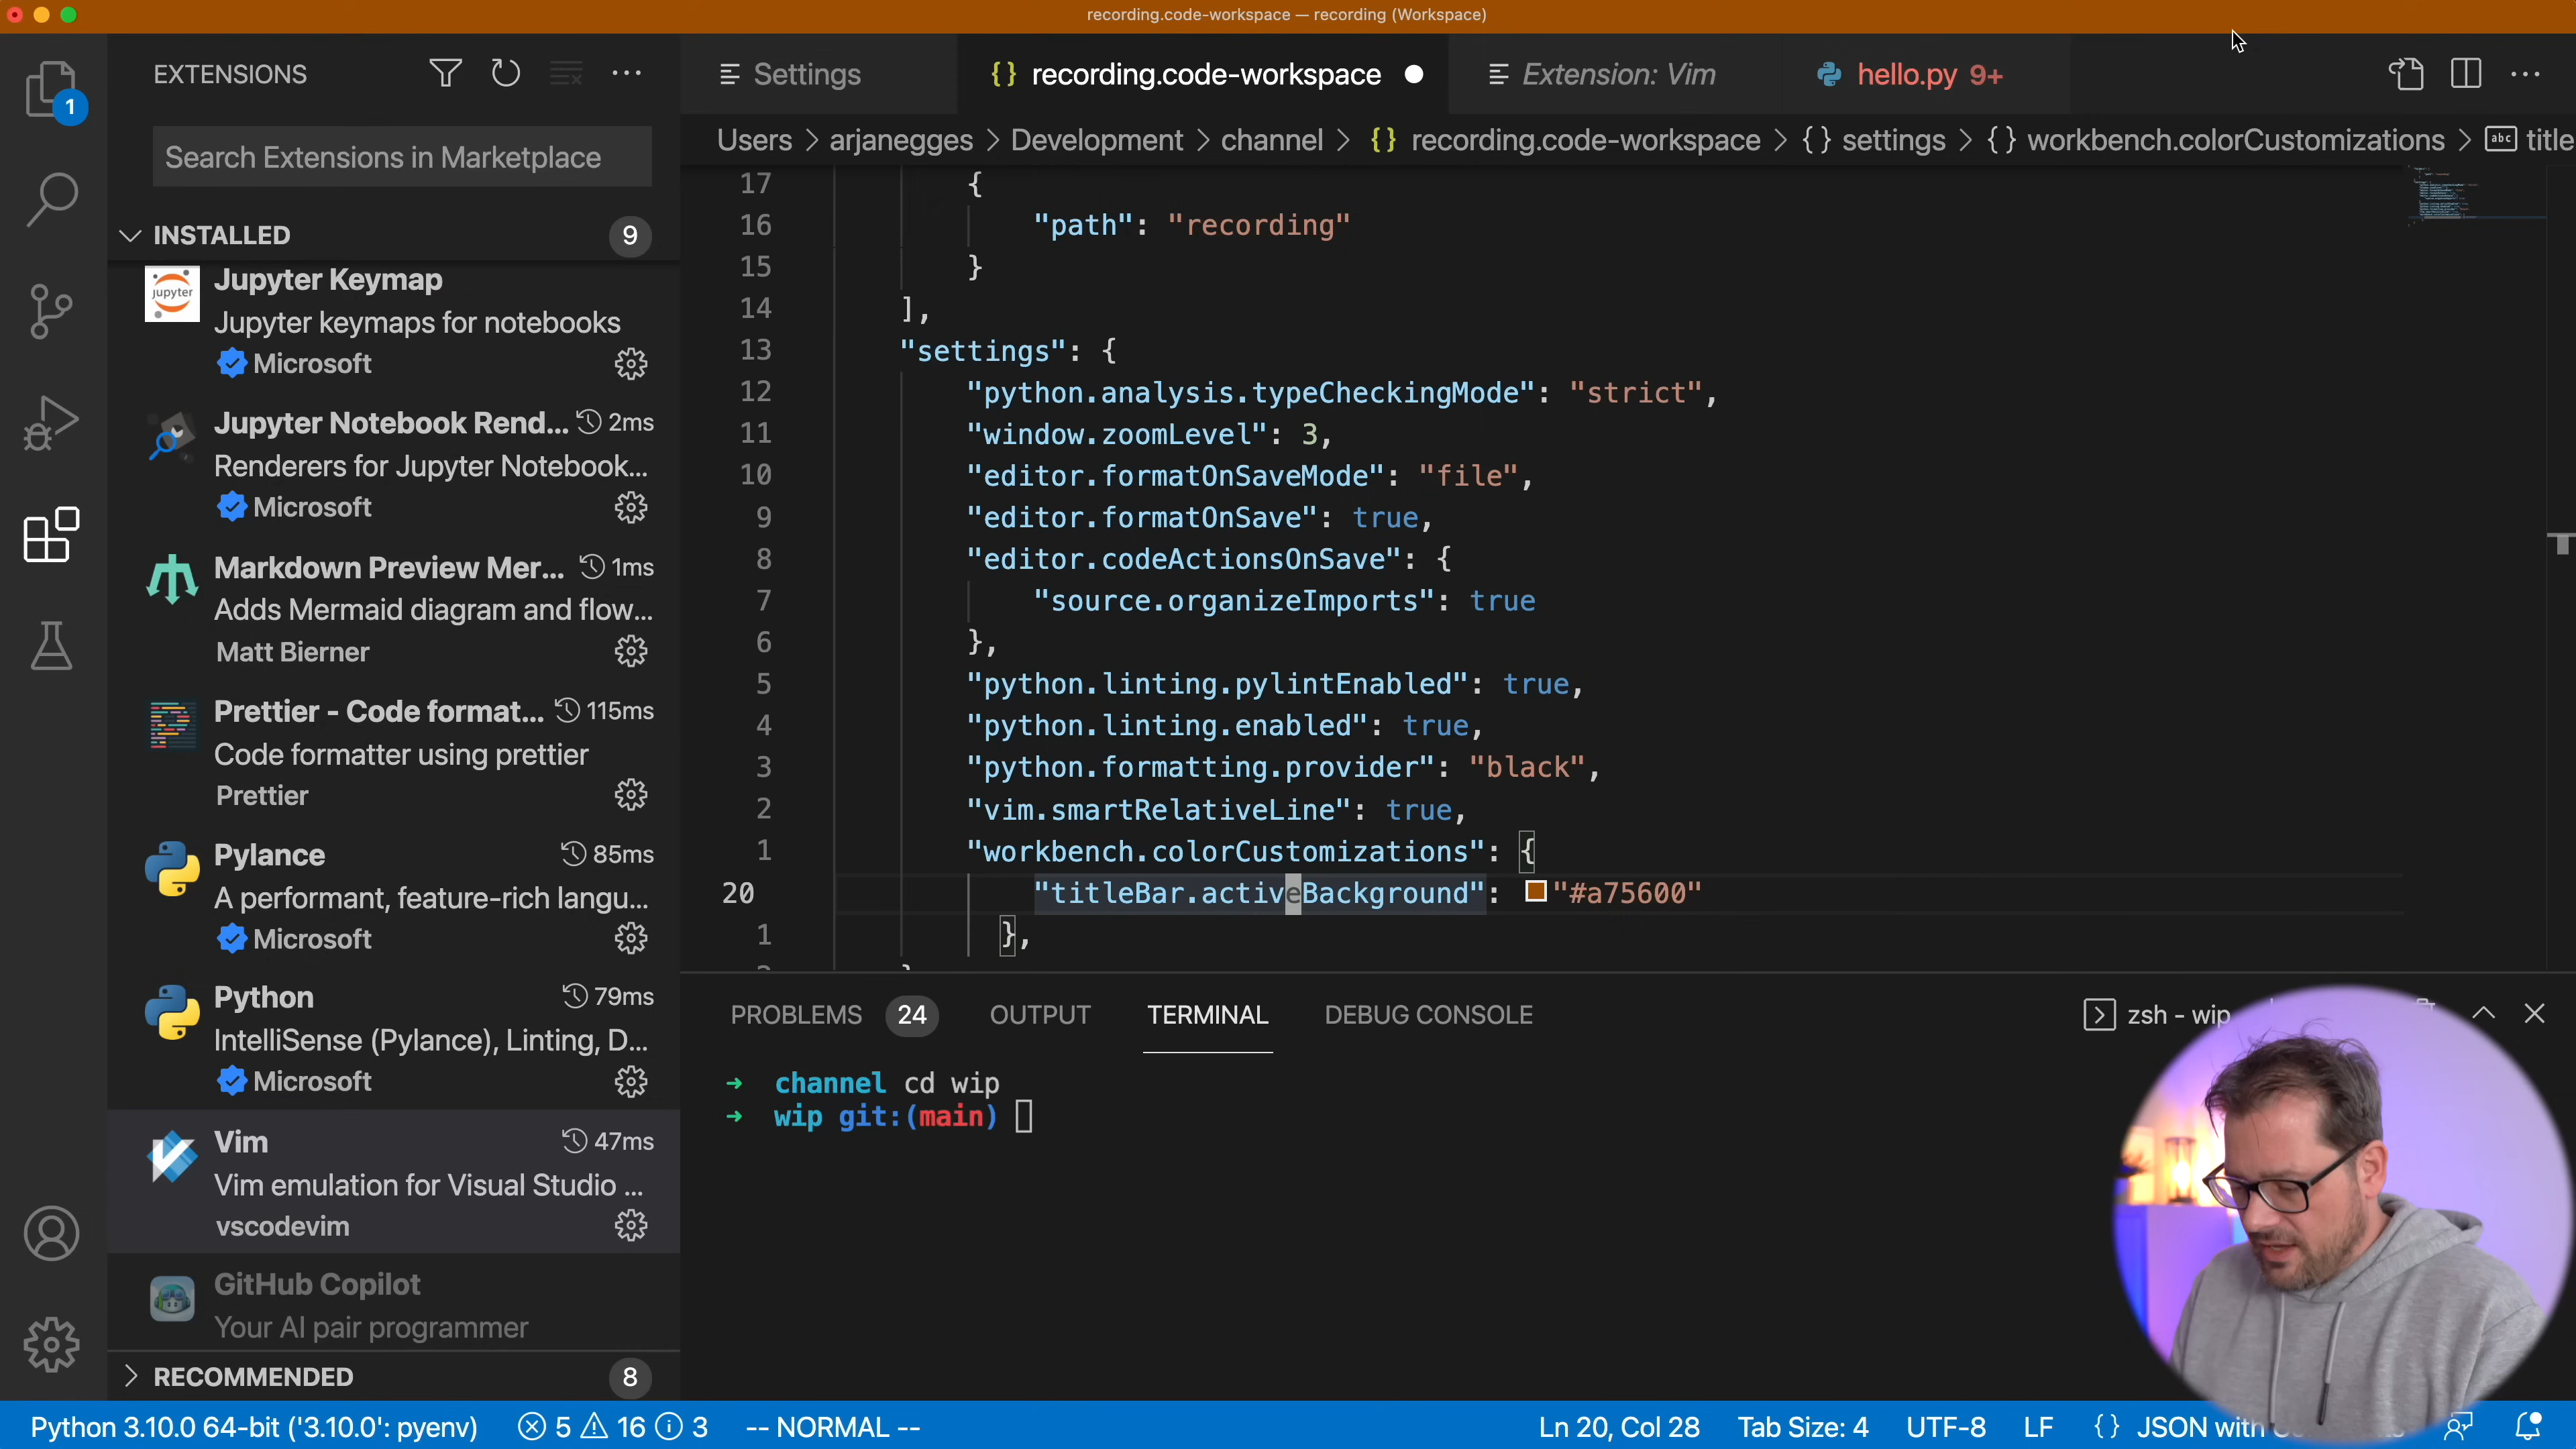 recording.code-workspace — recording (Workspace)
EXTENSIONS
Settings
{} recording.code-workspace
Extension: Vim
hello.py 9+
1
Users > arjanegges > Development > channel > {} recording.code-workspace > {} settings > {} workbench.colorCustomizations > abc title
Search Extensions in Marketplace
INSTALLED 9
Jupyter Keymap
Jupyter keymaps for notebooks
Microsoft
Jupyter Notebook Rend... 2ms
Renderers for Jupyter Notebook...
Microsoft
Markdown Preview Mer... 1ms
Adds Mermaid diagram and flow...
Matt Bierner
Prettier - Code format... 115ms
Code formatter using prettier
Prettier
Pylance 85ms
A performant, feature-rich langu...
Microsoft
Python 79ms
IntelliSense (Pylance), Linting, D...
Microsoft
Vim 47ms
Vim emulation for Visual Studio ...
vscodevim
GitHub Copilot
Your AI pair programmer
RECOMMENDED 8
jupyter
17 {
16 "path": "recording"
15 }
14 ],
13 "settings": {
12 "python.analysis.typeCheckingMode": "strict",
11 "window.zoomLevel": 3,
10 "editor.formatOnSaveMode": "file",
9 "editor.formatOnSave": true,
8 "editor.codeActionsOnSave": {
7 "source.organizeImports": true
6 },
5 "python.linting.pylintEnabled": true,
4 "python.linting.enabled": true,
3 "python.formatting.provider": "black",
2 "vim.smartRelativeLine": true,
1 "workbench.colorCustomizations": {
20 "titleBar.activeBackground": "#a75600"
1 },
PROBLEMS 24 OUTPUT TERMINAL DEBUG CONSOLE
zsh - wip
→ channel cd wip
→ wip git:(main)
Python 3.10.0 64-bit ('3.10.0': pyenv) 5 16 3 -- NORMAL --
Ln 20, Col 28 Tab Size: 4 UTF-8 LF {} JSON with